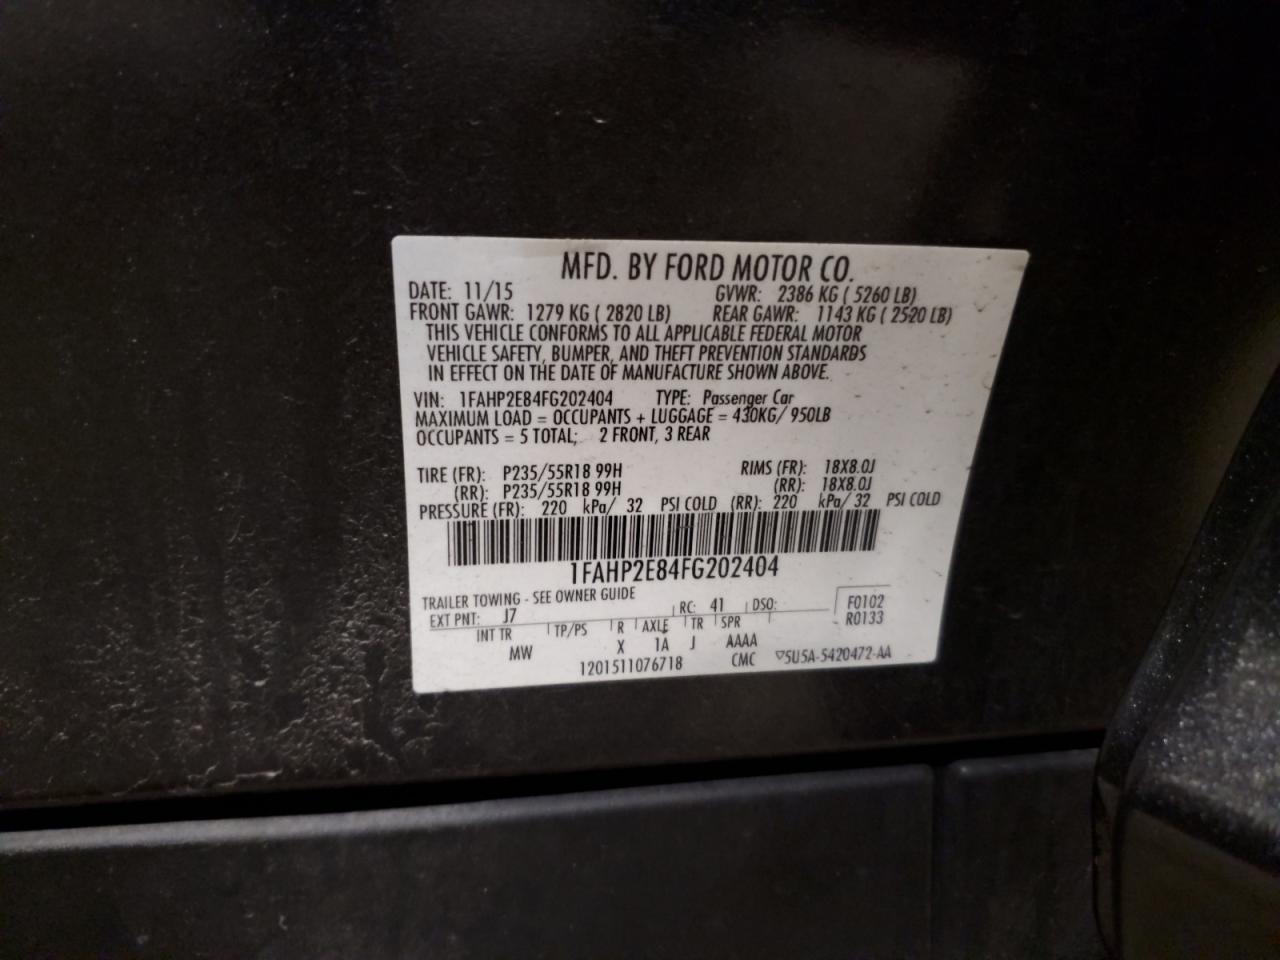 MFD. BY FORD MOTOR CO.
DATE: 11/15 GVWR: 2386 KG ( 5260 LB)
FRONT GAWR: 1279 KG ( 2820 LB) REAR GAWR: 1143 KG ( 2520 LB)
THIS VEHICLE CONFORMS TO ALL APPLICABLE FEDERAL MOTOR
VEHICLE SAFETY, BUMPER, AND THEFT PREVENTION STANDARDS
IN EFFECT ON THE DATE OF MANUFACTURE SHOWN ABOVE.
VIN: 1FAHP2E84FG202404 TYPE: Passenger Car
MAXIMUM LOAD = OCCUPANTS + LUGGAGE = 430KG/ 950LB
OCCUPANTS = 5 TOTAL; 2 FRONT, 3 REAR
TIRE (FR): P235/55R18 99H RIMS (FR): 18X8.0J
(RR): P235/55R18 99H (RR): 18X8.0J
PRESSURE (FR): 220 kPa/ 32 PSI COLD (RR): 220 kPa/ 32 PSI COLD
1FAHP2E84FG202404
TRAILER TOWING - SEE OWNER GUIDE
EXT PNT: J7 RC: 41 DSO: F0102
R0133
INT TR TP/PS R AXLE TR SPR
MW X 1A J AAAA
1201511076718 CMC ▽5U5A-5420472-AA